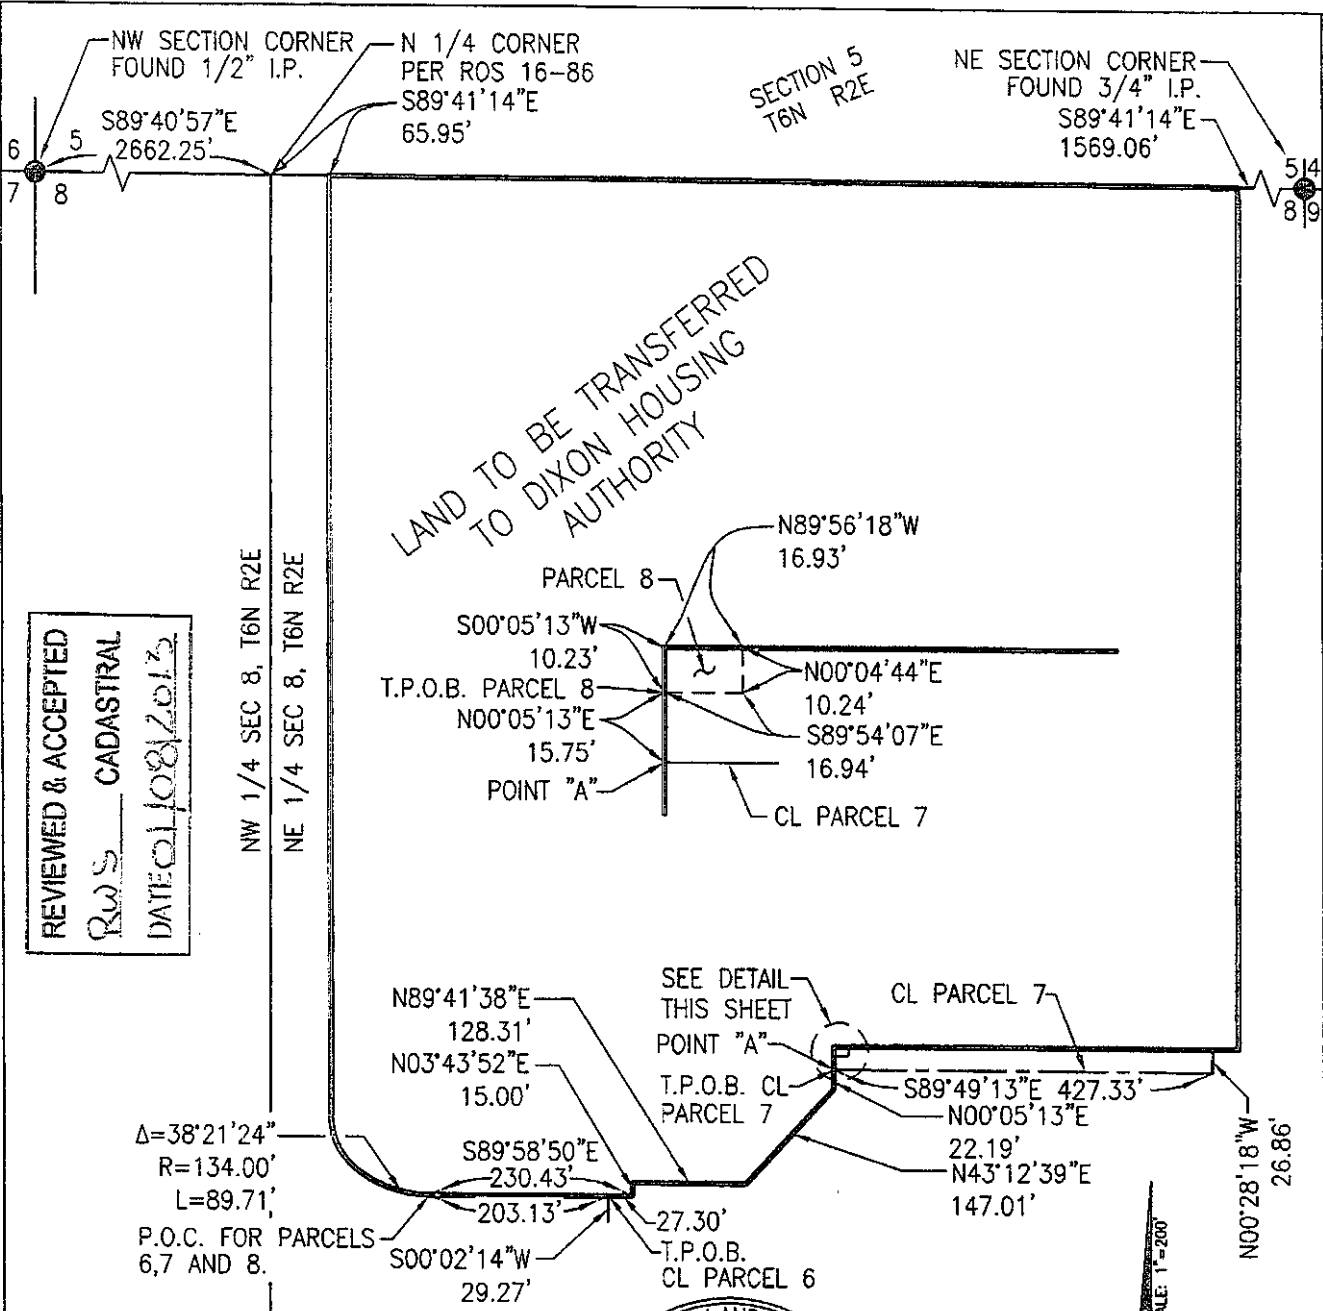 NW SECTION CORNER
FOUND 1/2" I.P.
S89°40'57"E
2662.25'
N 1/4 CORNER
PER ROS 16-86
S89°41'14"E
65.95'
SECTION 5
T6N R2E
NE SECTION CORNER
FOUND 3/4" I.P.
S89°41'14"E
1569.06'
6 5
7 8
5 4
8 9
LAND TO BE TRANSFERRED
TO DIXON HOUSING
AUTHORITY
N89°56'18"W
16.93'
PARCEL 8
S00°05'13"W
10.23'
T.P.O.B. PARCEL 8
N00°05'13"E
15.75'
POINT "A"
N00°04'44"E
10.24'
S89°54'07"E
16.94'
CL PARCEL 7
NW 1/4 SEC 8, T6N R2E
NE 1/4 SEC 8, T6N R2E
REVIEWED & ACCEPTED
RWS CADASTRAL
DATE 01/08/2013
N89°41'38"E
128.31'
N03°43'52"E
15.00'
SEE DETAIL
THIS SHEET
POINT "A"
T.P.O.B. CL
PARCEL 7
CL PARCEL 7
S89°49'13"E 427.33'
N00°05'13"E
22.19'
N43°12'39"E
147.01'
N00°28'18"W
26.86'
Δ=38°21'24"
R=134.00'
L=89.71'
P.O.C. FOR PARCELS
6,7 AND 8.
S89°58'50"E
230.43'
203.13'
27.30'
S00°02'14"W
29.27'
T.P.O.B.
CL PARCEL 6
LE: 1"=200'
LAND